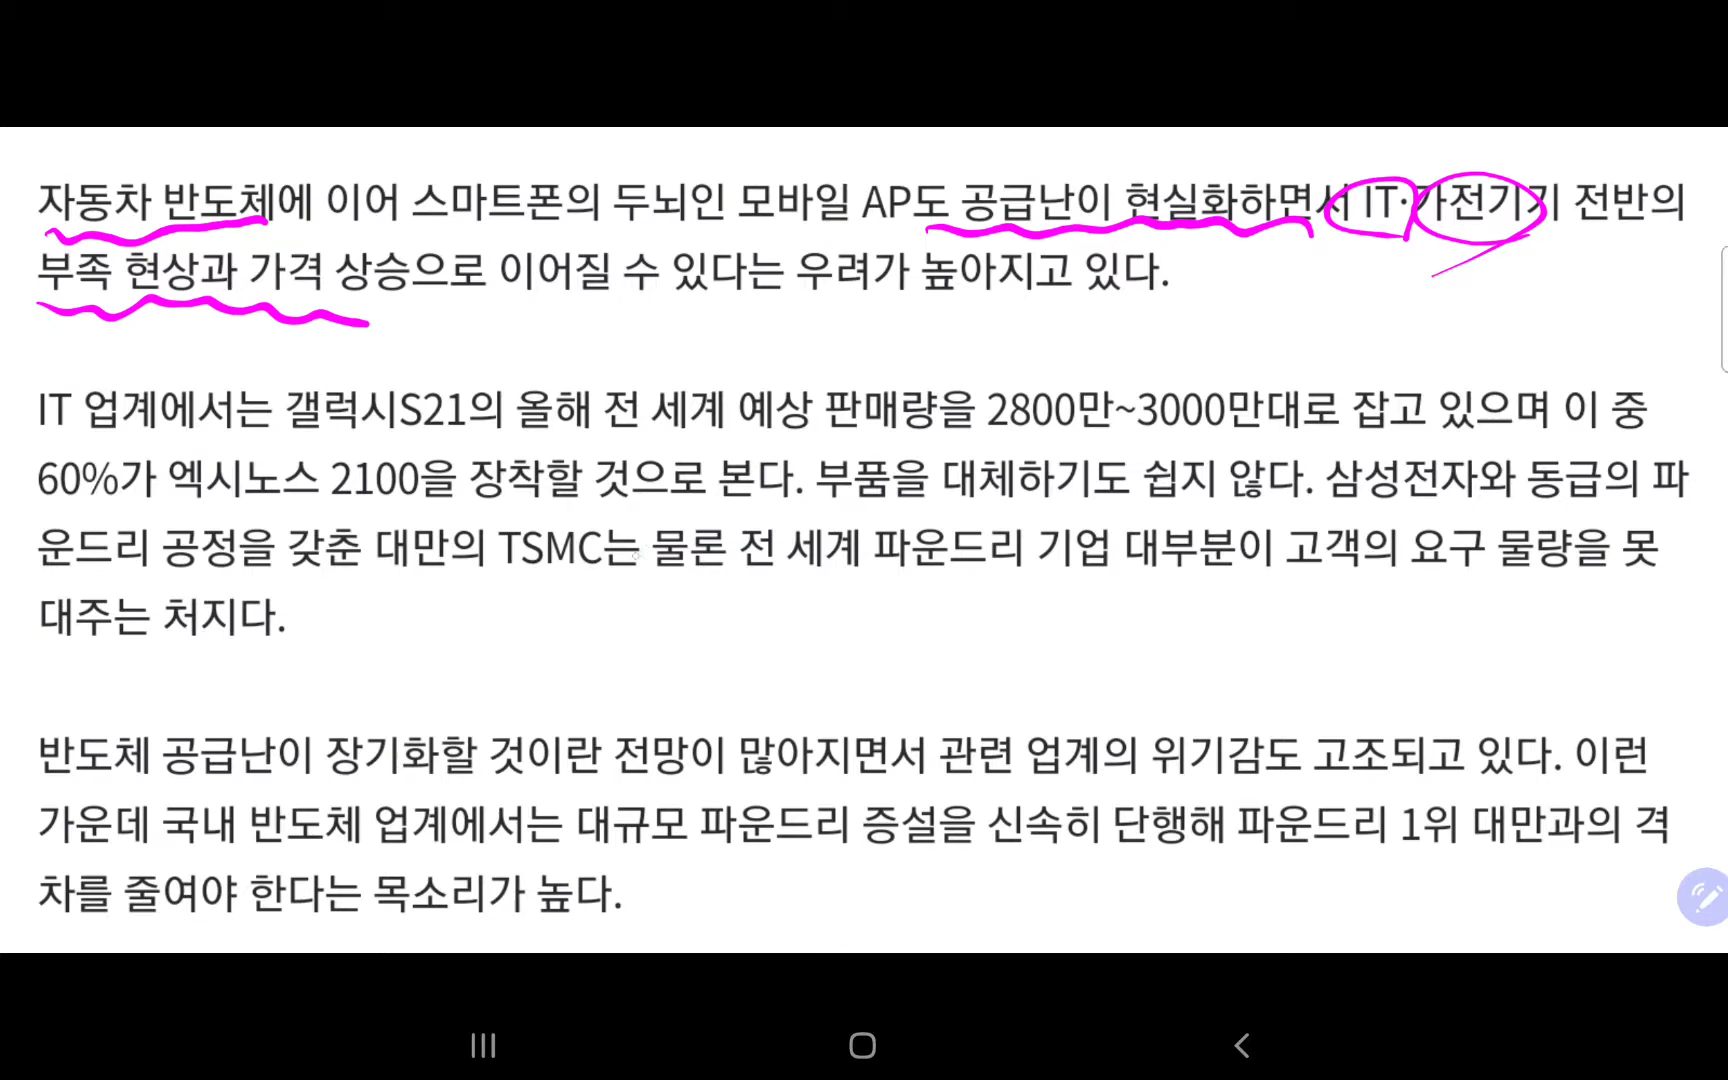 자동차 반도체에 이어 스마트폰의 두뇌인 모바일 AP도 공급난이 현실화하면서 IT·가전기기 전반의
부족 현상과 가격 상승으로 이어질 수 있다는 우려가 높아지고 있다.
IT 업계에서는 갤럭시S21의 올해 전 세계 예상 판매량을 2800만~3000만대로 잡고 있으며 이 중
60%가 엑시노스 2100을 장착할 것으로 본다. 부품을 대체하기도 쉽지 않다. 삼성전자와 동급의 파
운드리 공정을 갖춘 대만의 TSMC는 물론 전 세계 파운드리 기업 대부분이 고객의 요구 물량을 못
대주는 처지다.
반도체 공급난이 장기화할 것이란 전망이 많아지면서 관련 업계의 위기감도 고조되고 있다. 이런
가운데 국내 반도체 업계에서는 대규모 파운드리 증설을 신속히 단행해 파운드리 1위 대만과의 격
차를 줄여야 한다는 목소리가 높다.